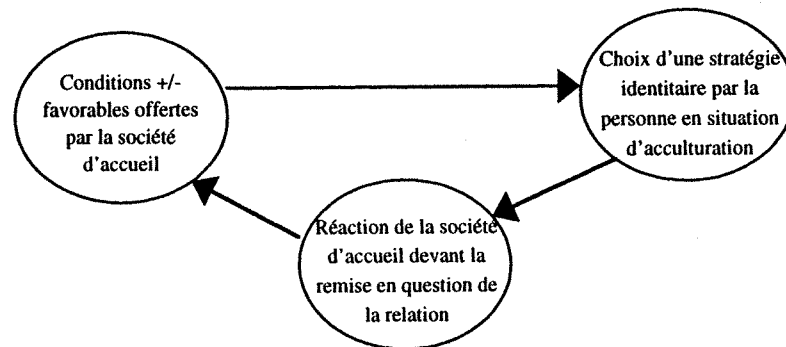 Conditions +/-
favorables offertes
par la société
d'accueil
Choix d'une stratégie
identitaire par la
personne en situation
d'acculturation
Réaction de la société
d'accueil devant la
remise en question de
la relation